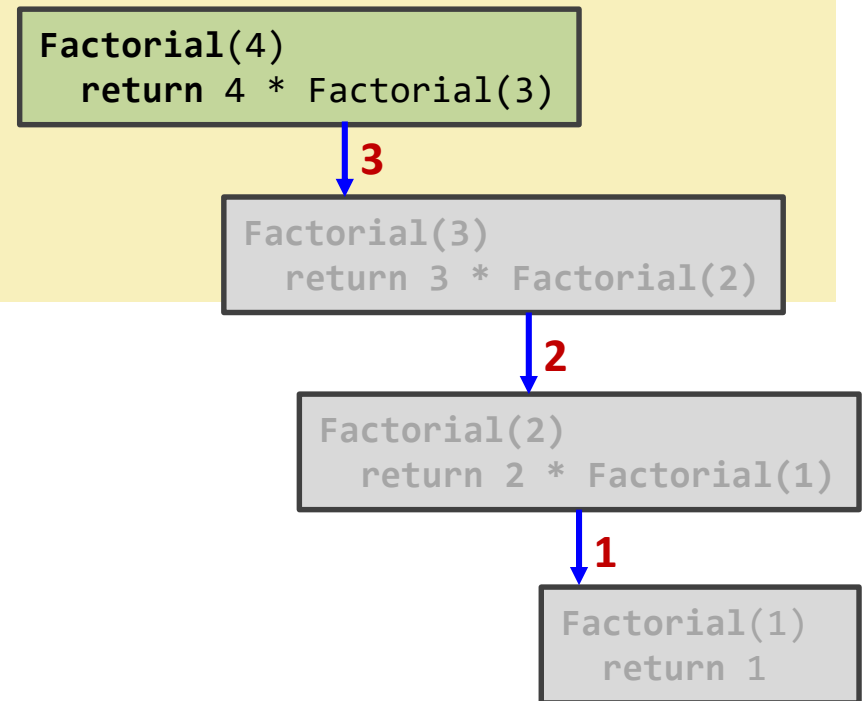 Factorial(4)
return 4 * Factorial(3)
3
Factorial(3)
return 3 * Factorial(2)
2
Factorial(2)
return 2 * Factorial(1)
1
Factorial(1)
return 1